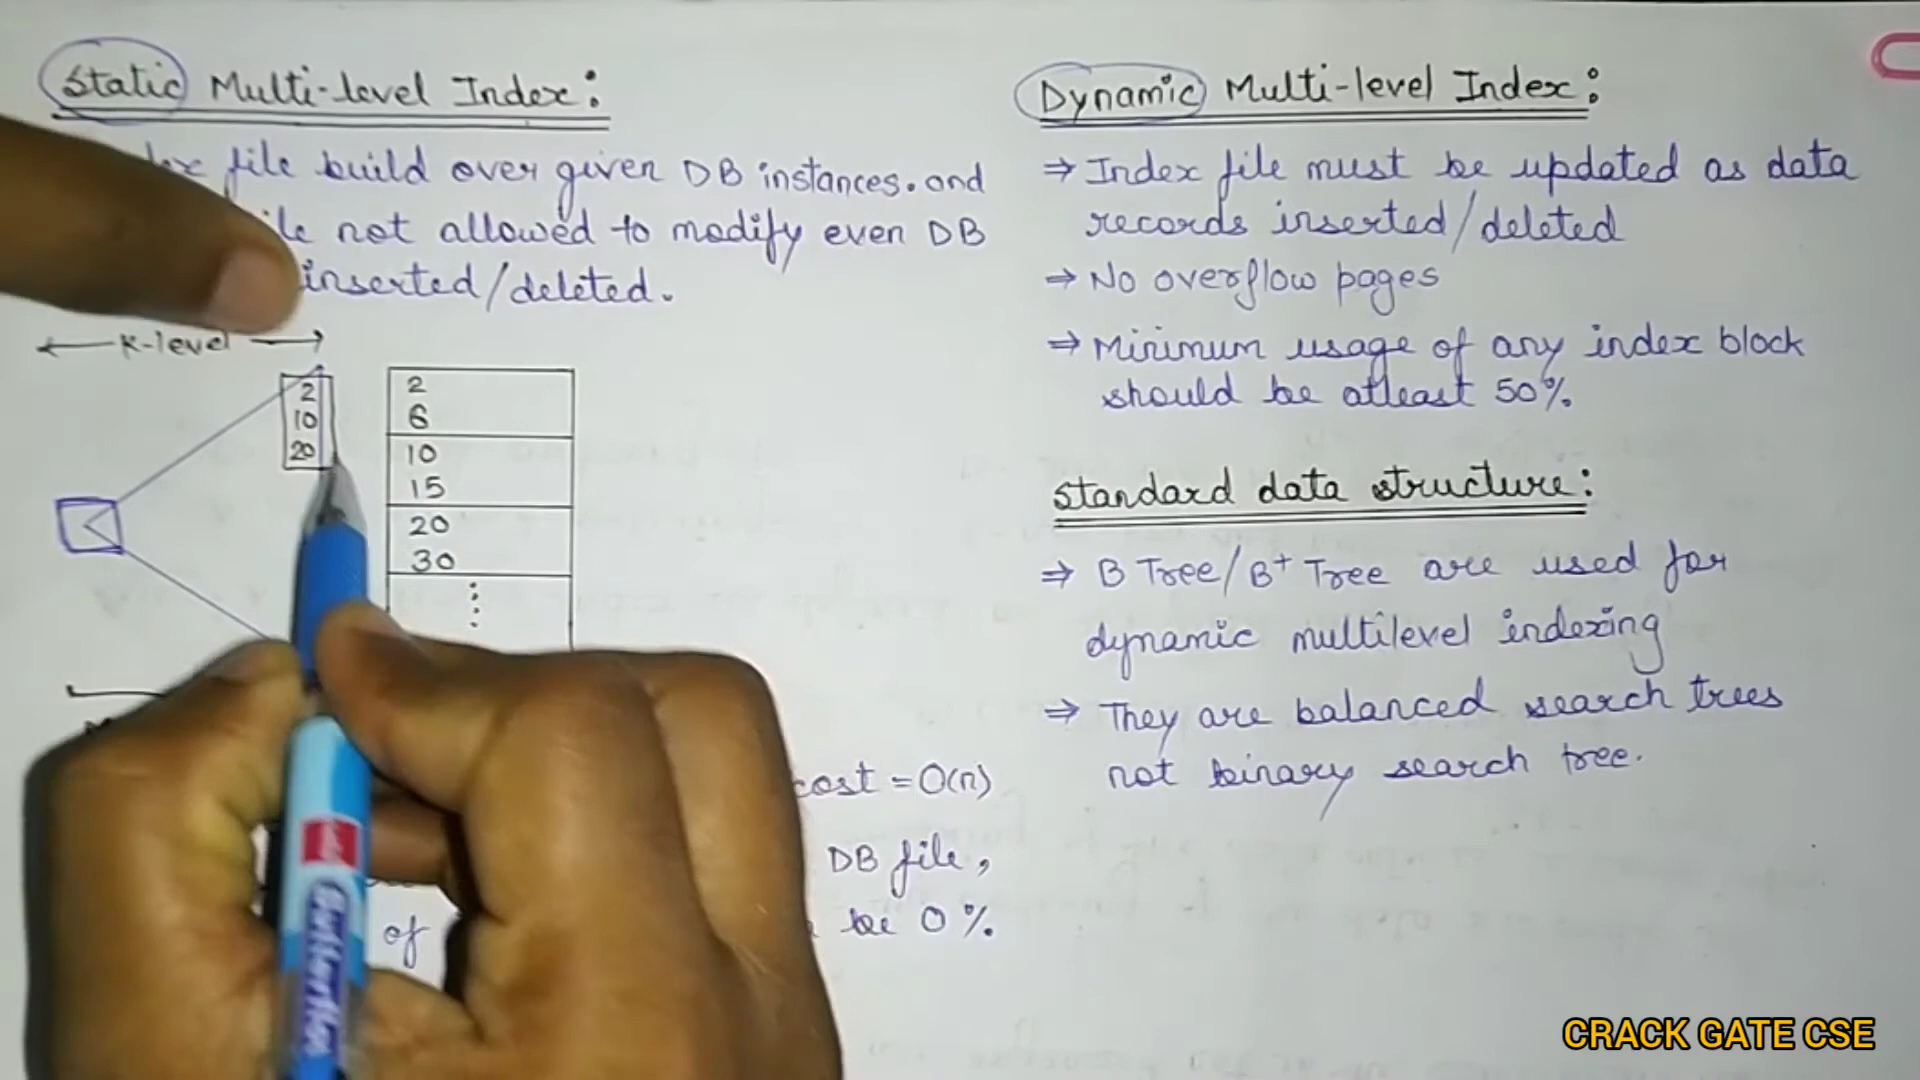 Static Multi-level Index:
file build over given DB instances. and
not allowed to modify even DB
inserted/deleted.
K-level
2
10
20
2
6
10
15
20
30
cost = O(n)
DB file,
of be 0%.
Dynamic Multi-level Index:
⇒ Index file must be updated as data
records inserted/deleted
⇒ No overflow pages
⇒ Minimum usage of any index block
should be atleast 50%.
Standard data structure:
⇒ B Tree/B+ Tree are used for
dynamic multilevel indexing
⇒ They are balanced search trees
not binary search tree.
CRACK GATE CSE